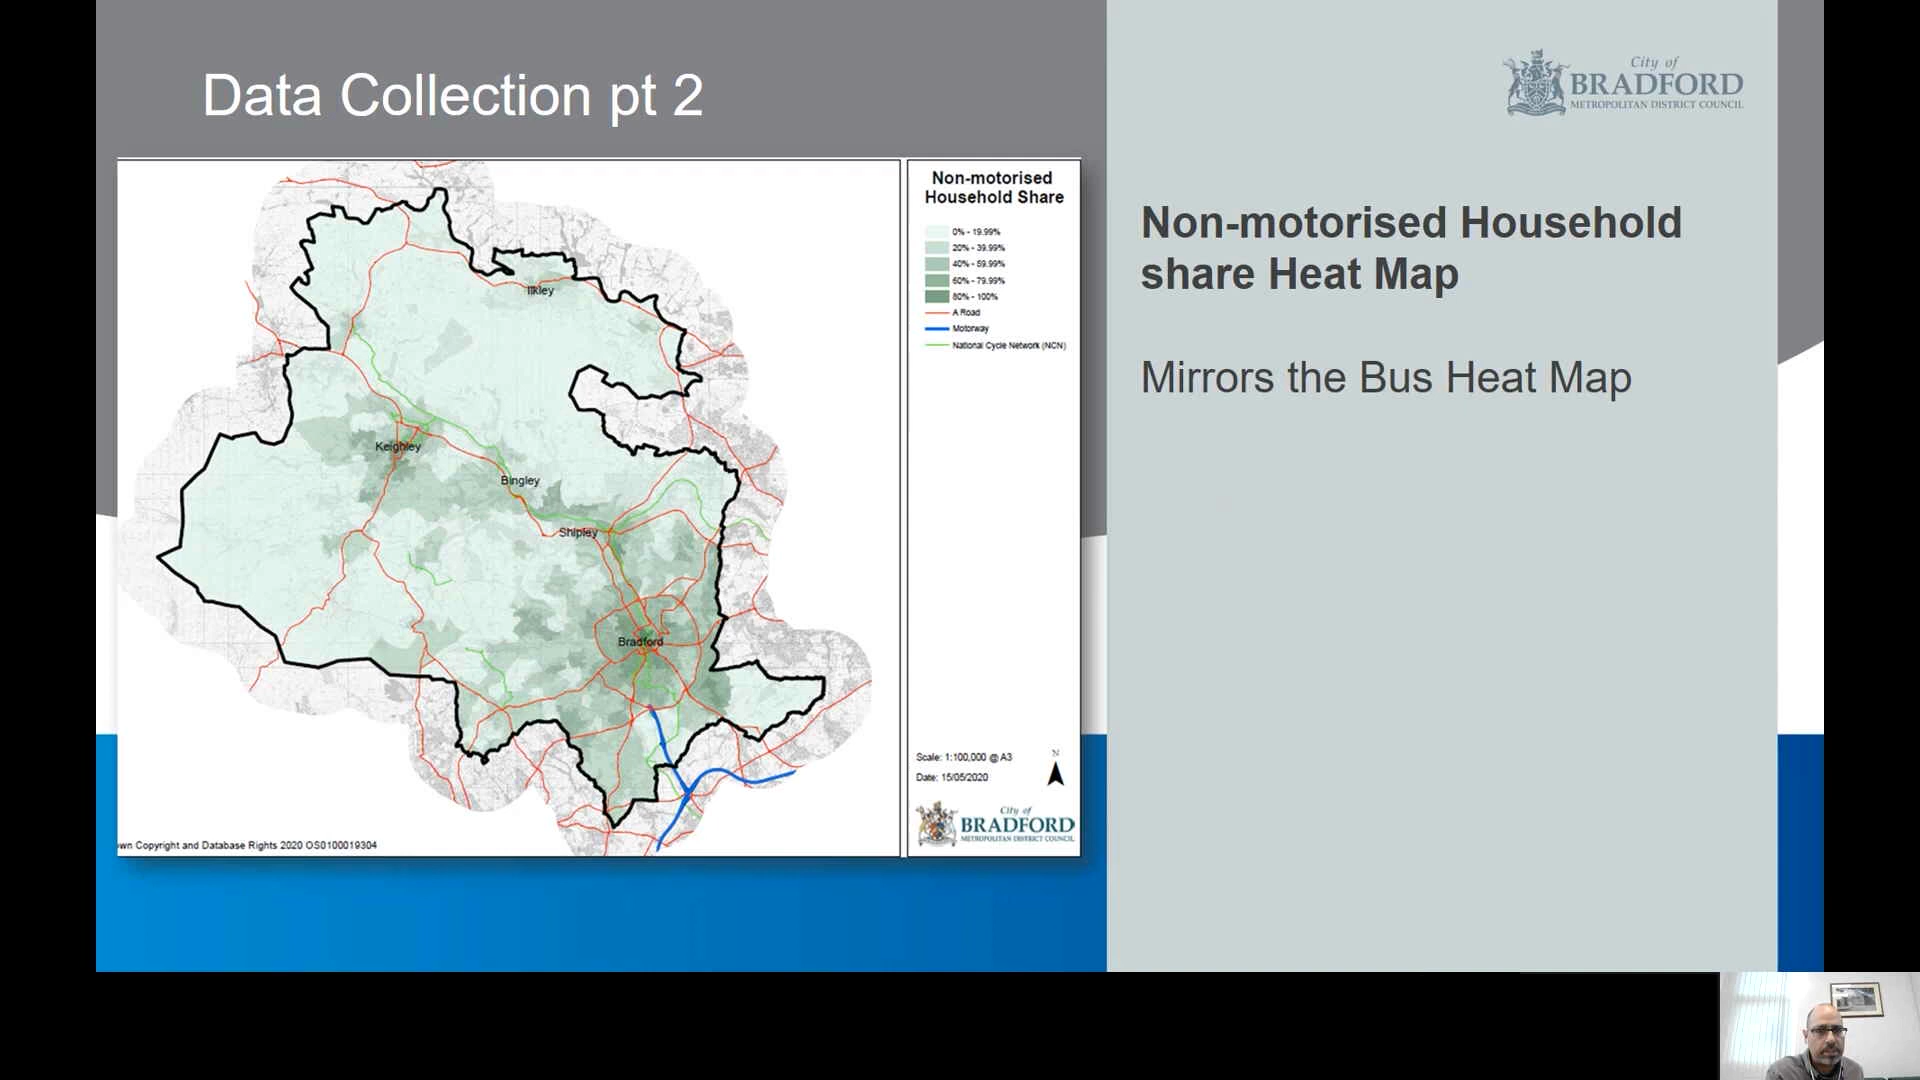 Data Collection pt 2
City of
BRADFORD
METROPOLITAN DISTRICT COUNCIL
Non-motorised Household
share Heat Map
Mirrors the Bus Heat Map
Non-motorised
Household Share
0% - 19.99%
20% - 39.99%
40% - 59.99%
60% - 79.99%
80% - 100%
A Road
Motorway
National Cycle Network (NCN)
Ilkley
Keighley
Bingley
Shipley
Bradford
Scale: 1:100,000 @ A3
Date: 15/05/2020
N
City of
BRADFORD
METROPOLITAN DISTRICT COUNCIL
wn Copyright and Database Rights 2020 OS0100019304